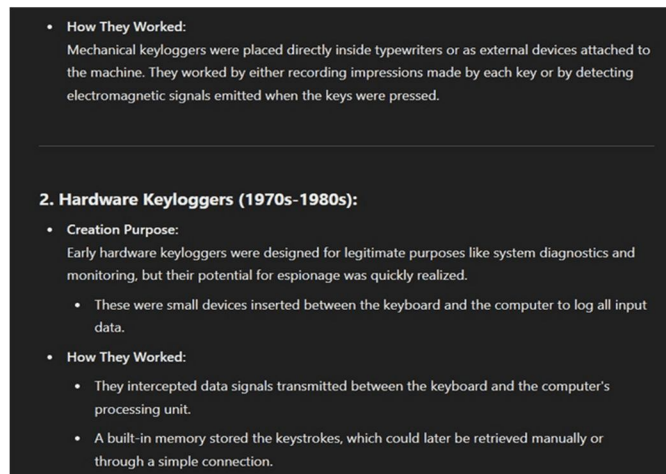 • How They Worked:
Mechanical keyloggers were placed directly inside typewriters or as external devices attached to
the machine. They worked by either recording impressions made by each key or by detecting
electromagnetic signals emitted when the keys were pressed.
2. Hardware Keyloggers (1970s-1980s):
• Creation Purpose:
Early hardware keyloggers were designed for legitimate purposes like system diagnostics and
monitoring, but their potential for espionage was quickly realized.
• These were small devices inserted between the keyboard and the computer to log all input
data.
• How They Worked:
• They intercepted data signals transmitted between the keyboard and the computer's
processing unit.
• A built-in memory stored the keystrokes, which could later be retrieved manually or
through a simple connection.